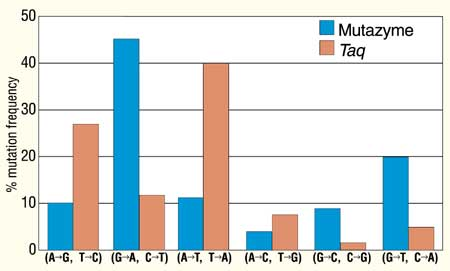 50
Mutazyme
Taq
40
30
20
10
0
% mutation frequency
(A→G, T→C) (G→A, C→T) (A→T, T→A) (A→C, T→G) (G→C, C→G) (G→T, C→A)